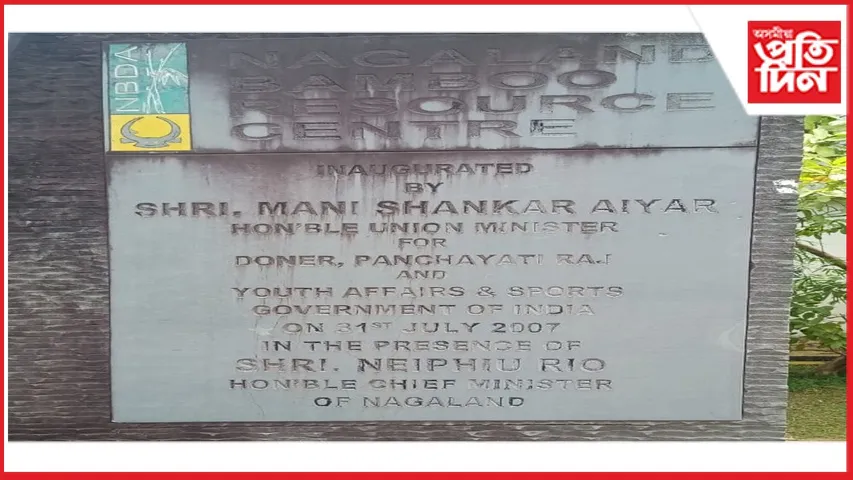 NBDA
NAGALAND
BAMBOO
RESOURCE
CENTRE
INAUGURATED
BY
SHRI. MANI SHANKAR AIYAR
HON'BLE UNION MINISTER
FOR
DONER, PANCHAYATI RAJ
AND
YOUTH AFFAIRS & SPORTS
GOVERNMENT OF INDIA
ON 31ST JULY 2007
IN THE PRESENCE OF
SHRI. NEIPHIU RIO
HON'BLE CHIEF MINISTER
OF NAGALAND
অসমীয়া
প্ৰতি
দিন